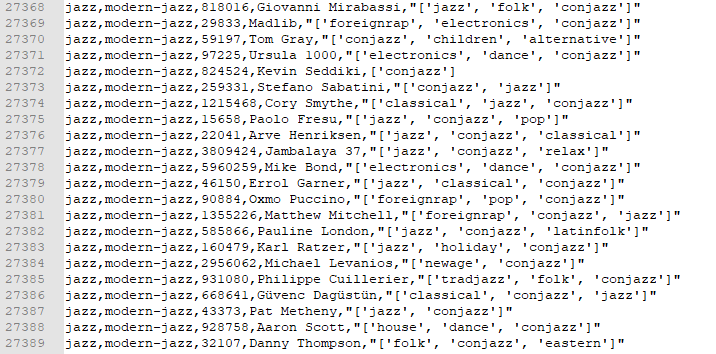 27368 jazz,modern-jazz,818016,Giovanni Mirabassi,"['jazz', 'folk', 'conjazz']"
27369 jazz,modern-jazz,29833,Madlib,"['foreignrap', 'electronics', 'conjazz']"
27370 jazz,modern-jazz,59197,Tom Gray,"['conjazz', 'children', 'alternative']"
27371 jazz,modern-jazz,97225,Ursula 1000,"['electronics', 'dance', 'conjazz']"
27372 jazz,modern-jazz,824524,Kevin Seddiki,['conjazz']
27373 jazz,modern-jazz,259331,Stefano Sabatini,"['conjazz', 'jazz']"
27374 jazz,modern-jazz,1215468,Cory Smythe,"['classical', 'jazz', 'conjazz']"
27375 jazz,modern-jazz,15658,Paolo Fresu,"['jazz', 'conjazz', 'pop']"
27376 jazz,modern-jazz,22041,Arve Henriksen,"['jazz', 'conjazz', 'classical']"
27377 jazz,modern-jazz,3809424,Jambalaya 37,"['jazz', 'conjazz', 'relax']"
27378 jazz,modern-jazz,5960259,Mike Bond,"['electronics', 'dance', 'conjazz']"
27379 jazz,modern-jazz,46150,Errol Garner,"['jazz', 'classical', 'conjazz']"
27380 jazz,modern-jazz,90884,Oxmo Puccino,"['foreignrap', 'pop', 'conjazz']"
27381 jazz,modern-jazz,1355226,Matthew Mitchell,"['foreignrap', 'conjazz', 'jazz']"
27382 jazz,modern-jazz,585866,Pauline London,"['jazz', 'conjazz', 'latinfolk']"
27383 jazz,modern-jazz,160479,Karl Ratzer,"['jazz', 'holiday', 'conjazz']"
27384 jazz,modern-jazz,2956062,Michael Levanios,"['newage', 'conjazz']"
27385 jazz,modern-jazz,931080,Philippe Cuillerier,"['tradjazz', 'folk', 'conjazz']"
27386 jazz,modern-jazz,668641,Güvenc Dagüstün,"['classical', 'conjazz', 'jazz']"
27387 jazz,modern-jazz,43373,Pat Metheny,"['jazz', 'conjazz']"
27388 jazz,modern-jazz,928758,Aaron Scott,"['house', 'dance', 'conjazz']"
27389 jazz,modern-jazz,32107,Danny Thompson,"['folk', 'conjazz', 'eastern']"